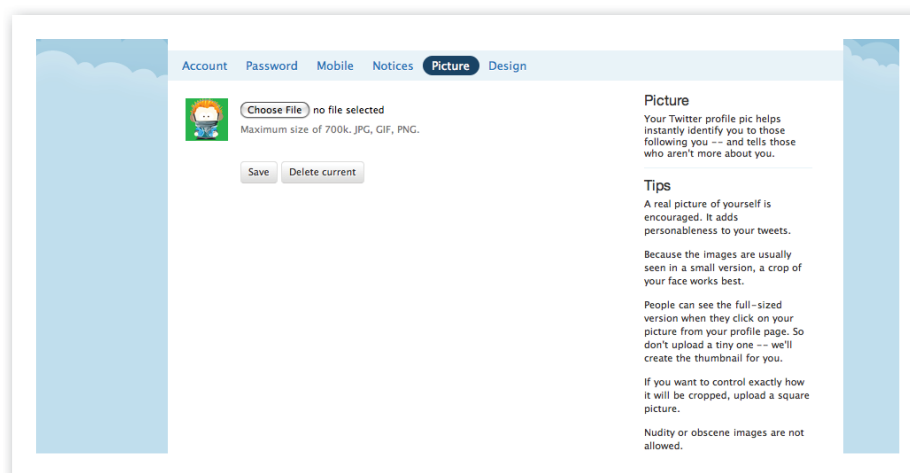 Account Password Mobile Notices Picture Design
Choose File no file selected
Maximum size of 700k. JPG, GIF, PNG.
Save Delete current
Picture
Your Twitter profile pic helps
instantly identify you to those
following you -- and tells those
who aren't more about you.
Tips
A real picture of yourself is
encouraged. It adds
personableness to your tweets.
Because the images are usually
seen in a small version, a crop of
your face works best.
People can see the full-sized
version when they click on your
picture from your profile page. So
don't upload a tiny one -- we'll
create the thumbnail for you.
If you want to control exactly how
it will be cropped, upload a square
picture.
Nudity or obscene images are not
allowed.